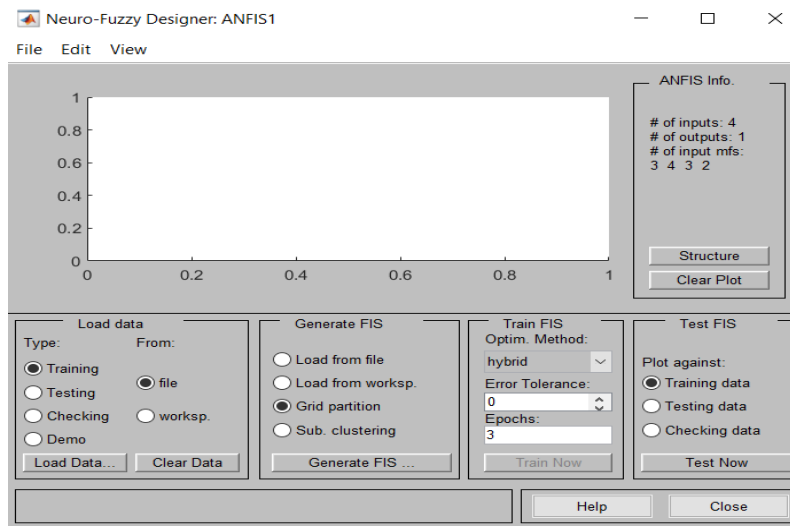 Neuro-Fuzzy Designer: ANFIS1
File Edit View
1
0.8
0.6
0.4
0.2
0
0 0.2 0.4 0.6 0.8 1
ANFIS Info.
# of inputs: 4
# of outputs: 1
# of input mfs:
3 4 3 2
Structure
Clear Plot
Load data
Type: From:
Training
file
Testing
Checking
worksp.
Demo
Load Data... Clear Data
Generate FIS
Load from file
Load from worksp.
Grid partition
Sub. clustering
Generate FIS ...
Train FIS
Optim. Method:
hybrid
Error Tolerance:
0
Epochs:
3
Train Now
Test FIS
Plot against:
Training data
Testing data
Checking data
Test Now
Help Close